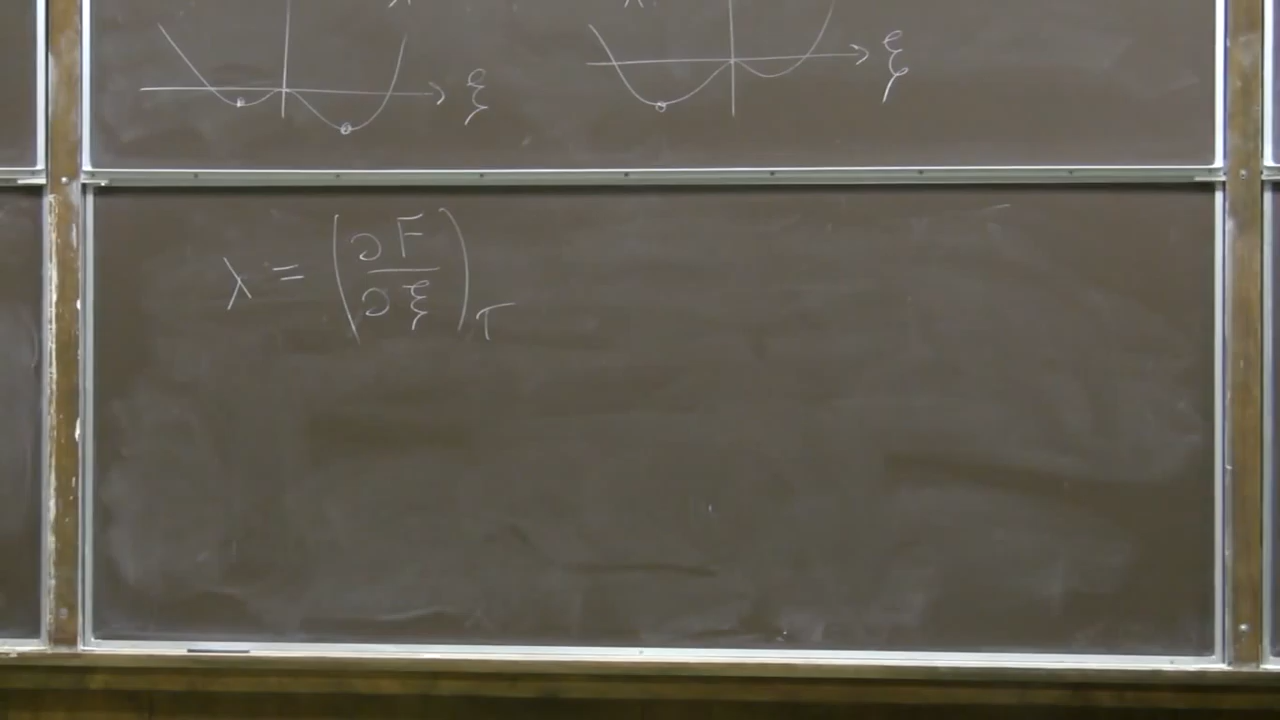 ξ ξ
λ = (∂F/∂ξ)_T